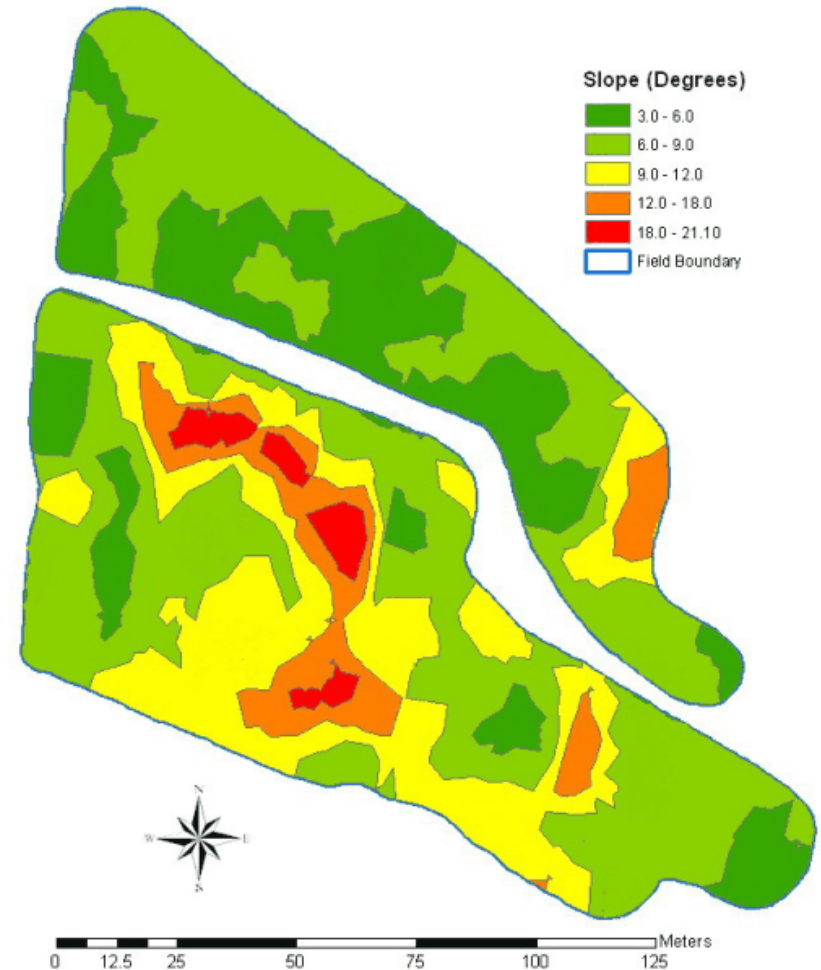 Slope (Degrees)
3.0 - 6.0
6.0 - 9.0
9.0 - 12.0
12.0 - 18.0
18.0 - 21.10
Field Boundary
N
W E
S
Meters
0 12.5 25 50 75 100 125